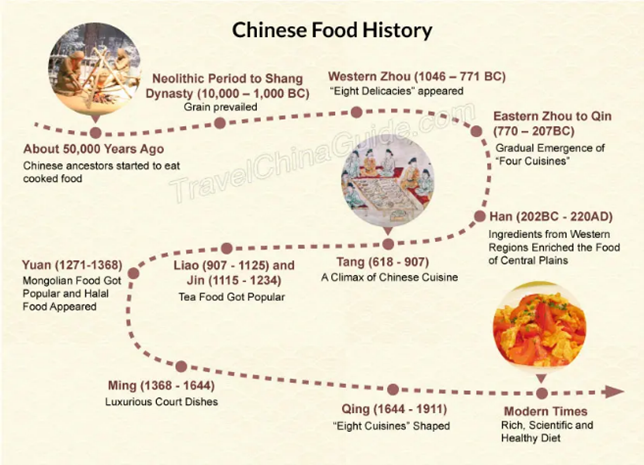 Chinese Food History
Neolithic Period to Shang
Dynasty (10,000 – 1,000 BC)
Grain prevailed
Western Zhou (1046 – 771 BC)
"Eight Delicacies" appeared
Eastern Zhou to Qin
(770 – 207BC)
Gradual Emergence of
"Four Cuisines"
About 50,000 Years Ago
Chinese ancestors started to eat
cooked food
TravelChinaGuide.com
Han (202BC - 220AD)
Ingredients from Western
Regions Enriched the Food
of Central Plains
Tang (618 - 907)
A Climax of Chinese Cuisine
Liao (907 - 1125) and
Jin (1115 - 1234)
Tea Food Got Popular
Yuan (1271-1368)
Mongolian Food Got
Popular and Halal
Food Appeared
Ming (1368 - 1644)
Luxurious Court Dishes
Qing (1644 - 1911)
"Eight Cuisines" Shaped
Modern Times
Rich, Scientific and
Healthy Diet